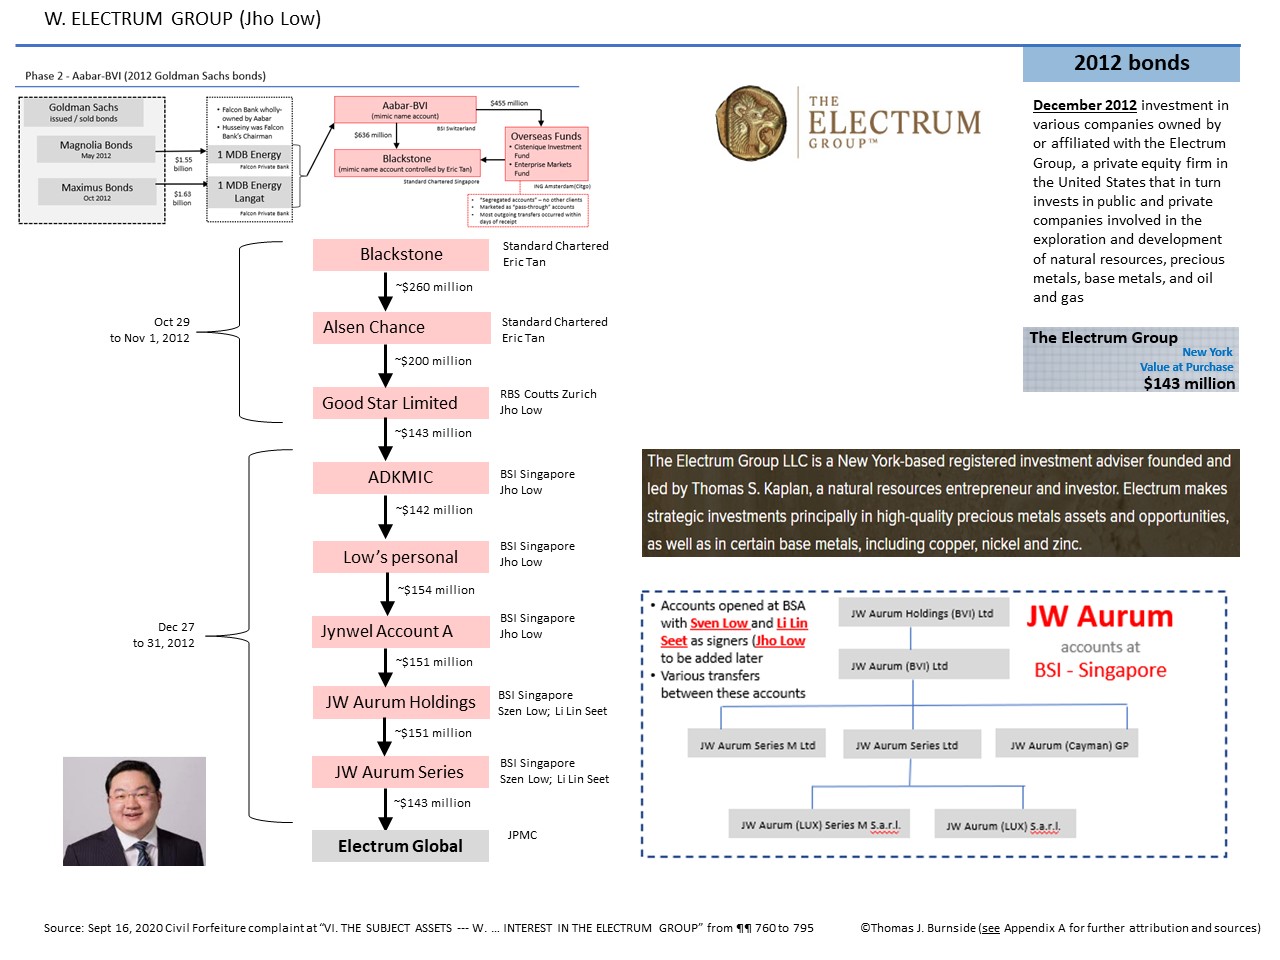 W. ELECTRUM GROUP (Jho Low)
Phase 2 - Aabar-BVI (2012 Goldman Sachs bonds)
Goldman Sachs
issued / sold bonds
Magnolia Bonds
May 2012
Maximus Bonds
Oct 2012
$1.55
billion
$1.63
billion
• Falcon Bank wholly-
owned by Aabar
• Husseiny was Falcon
Bank's Chairman
1 MDB Energy
Falcon Private Bank
1 MDB Energy
Langat
Falcon Private Bank
Aabar-BVI
(mimic name account)
BSI Switzerland
$455 million
$636 million
Blackstone
(mimic name account controlled by Eric Tan)
Standard Chartered Singapore
Overseas Funds
• Cistenique Investment
Fund
• Enterprise Markets
Fund
ING Amsterdam(Citgo)
• "Segregated accounts" – no other clients
• Marketed as "pass-through" accounts
• Most outgoing transfers occurred within
days of receipt
THE
ELECTRUM
GROUP™
2012 bonds
December 2012 investment in
various companies owned by
or affiliated with the Electrum
Group, a private equity firm in
the United States that in turn
invests in public and private
companies involved in the
exploration and development
of natural resources, precious
metals, base metals, and oil
and gas
The Electrum Group
New York
Value at Purchase
$143 million
Oct 29
to Nov 1, 2012
Dec 27
to 31, 2012
Blackstone
Standard Chartered
Eric Tan
~$260 million
Alsen Chance
Standard Chartered
Eric Tan
~$200 million
Good Star Limited
RBS Coutts Zurich
Jho Low
~$143 million
ADKMIC
BSI Singapore
Jho Low
~$142 million
Low's personal
BSI Singapore
Jho Low
~$154 million
Jynwel Account A
BSI Singapore
Jho Low
~$151 million
JW Aurum Holdings
BSI Singapore
Szen Low; Li Lin Seet
~$151 million
JW Aurum Series
BSI Singapore
Szen Low; Li Lin Seet
~$143 million
Electrum Global
JPMC
The Electrum Group LLC is a New York-based registered investment adviser founded and
led by Thomas S. Kaplan, a natural resources entrepreneur and investor. Electrum makes
strategic investments principally in high-quality precious metals assets and opportunities,
as well as in certain base metals, including copper, nickel and zinc.
• Accounts opened at BSA
with Sven Low and Li Lin
Seet as signers (Jho Low
to be added later
• Various transfers
between these accounts
JW Aurum Holdings (BVI) Ltd
JW Aurum (BVI) Ltd
JW Aurum
accounts at
BSI - Singapore
JW Aurum Series M Ltd
JW Aurum Series Ltd
JW Aurum (Cayman) GP
JW Aurum (LUX) Series M S.a.r.l.
JW Aurum (LUX) S.a.r.l.
Source: Sept 16, 2020 Civil Forfeiture complaint at “VI. THE SUBJECT ASSETS --- W. … INTEREST IN THE ELECTRUM GROUP” from ¶¶ 760 to 795
©Thomas J. Burnside (see Appendix A for further attribution and sources)